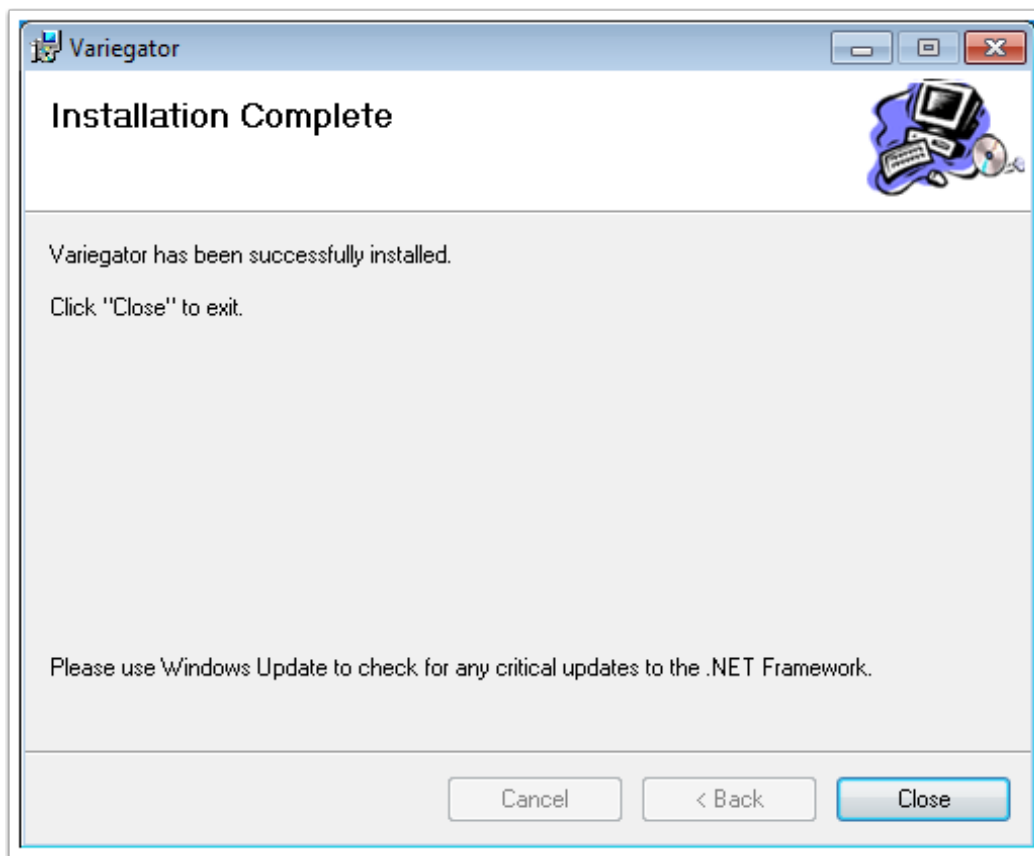 Variegator
Installation Complete
Variegator has been successfully installed.
Click "Close" to exit.
Please use Windows Update to check for any critical updates to the .NET Framework.
Cancel
< Back
Close